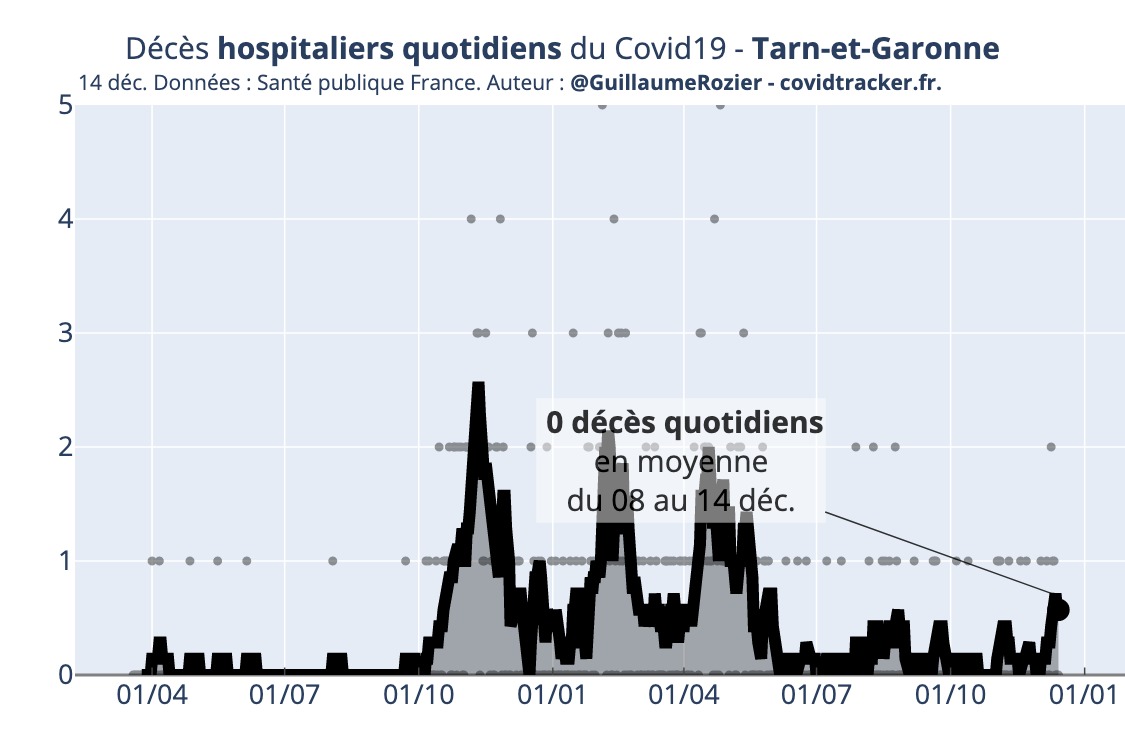 Décès hospitaliers quotidiens du Covid19 - Tarn-et-Garonne
14 déc. Données : Santé publique France. Auteur : @GuillaumeRozier - covidtracker.fr.
5
4
3
2
1
0
0 décès quotidiens
en moyenne
du 08 au 14 déc.
01/04 01/07 01/10 01/01 01/04 01/07 01/10 01/01